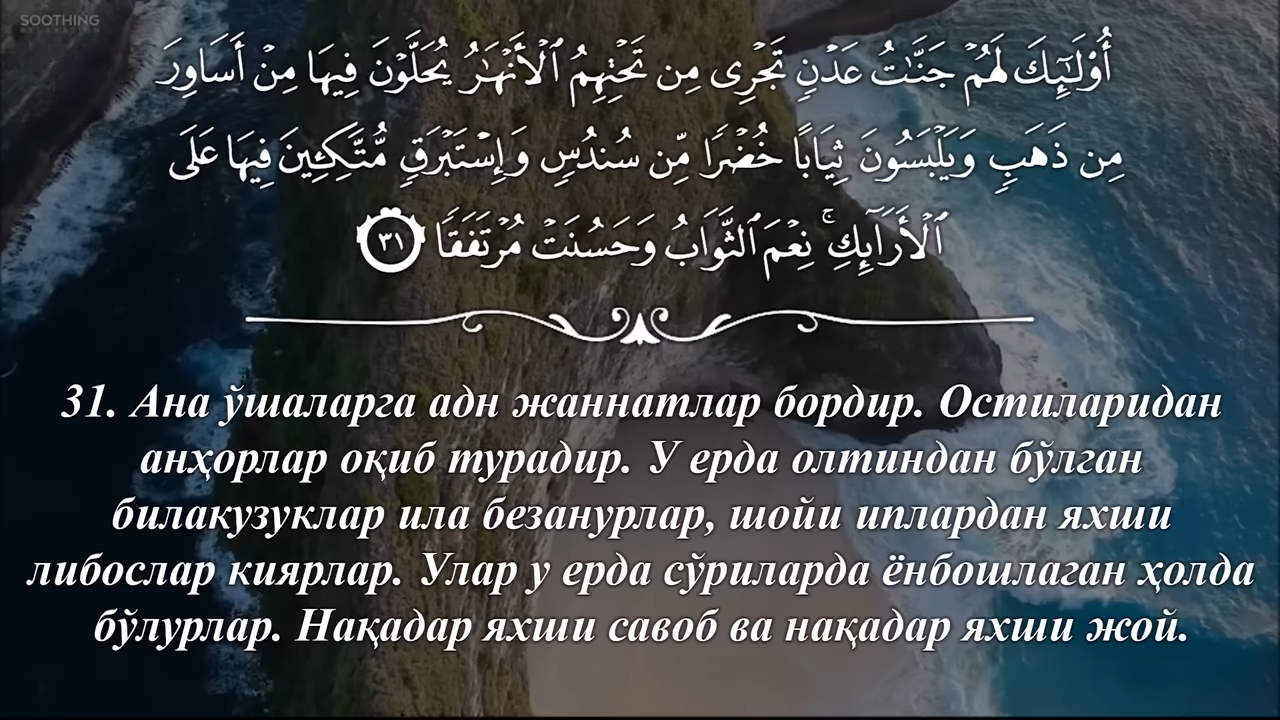 SOOTHING
RELAXATION
أُوْلَٰٓئِكَ لَهُمْ جَنَّٰتُ عَدْنٍ تَجْرِى مِن تَحْتِهِمُ ٱلْأَنْهَٰرُ يُحَلَّوْنَ فِيهَا مِنْ أَسَاوِرَ
مِن ذَهَبٍ وَيَلْبَسُونَ ثِيَابًا خُضْرًا مِّن سُندُسٍ وَإِسْتَبْرَقٍ مُّتَّكِـِٔينَ فِيهَا عَلَى
ٱلْأَرَآئِكِ ۚ نِعْمَ ٱلثَّوَابُ وَحَسُنَتْ مُرْتَفَقًا ٣١
31. Ана ўшаларга адн жаннатлар бордир. Остиларидан
анҳорлар оқиб турадир. У ерда олтиндан бўлган
билакузуклар ила безанурлар, шойи иплардан яхши
либослар киярлар. Улар у ерда сўриларда ёнбошлаган ҳолда
бўлурлар. Нақадар яхши савоб ва нақадар яхши жой.